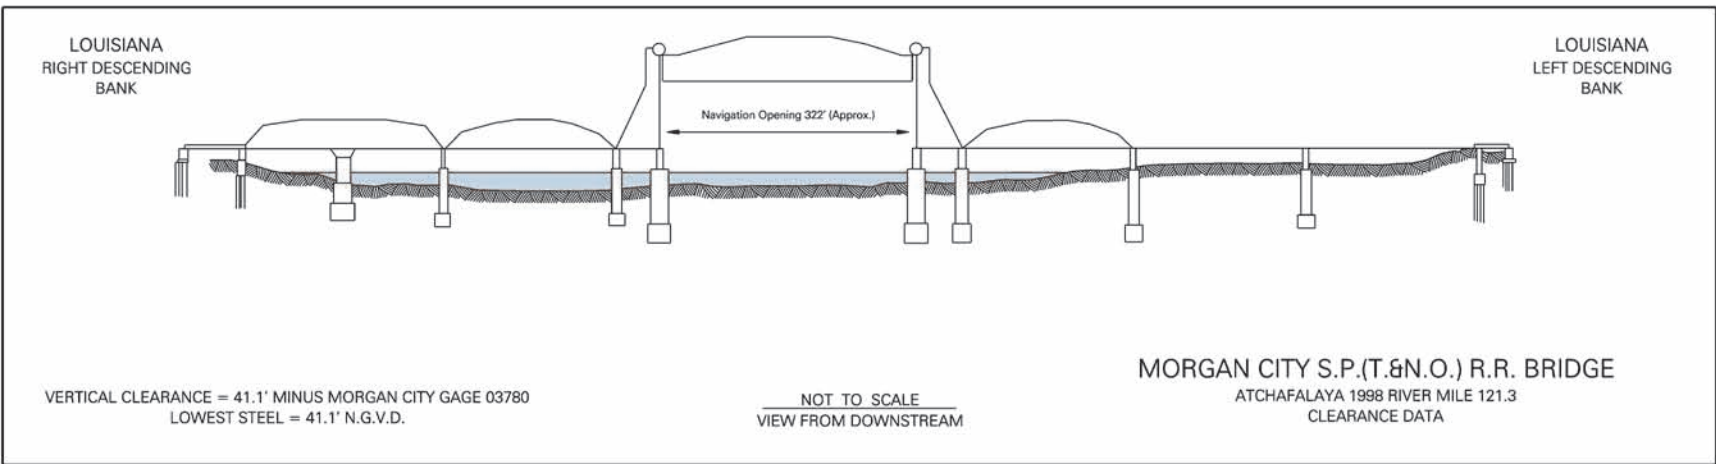 LOUISIANA
RIGHT DESCENDING
BANK
LOUISIANA
LEFT DESCENDING
BANK
Navigation Opening 322' (Approx.)
VERTICAL CLEARANCE = 41.1' MINUS MORGAN CITY GAGE 03780
LOWEST STEEL = 41.1' N.G.V.D.
NOT TO SCALE
VIEW FROM DOWNSTREAM
MORGAN CITY S.P.(T.&N.O.) R.R. BRIDGE
ATCHAFALAYA 1998 RIVER MILE 121.3
CLEARANCE DATA